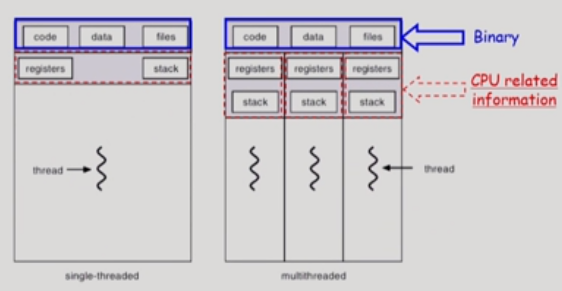 code data files
registers stack
thread
single-threaded
code data files
registers registers registers
stack stack stack
thread
multithreaded
Binary
CPU related
information